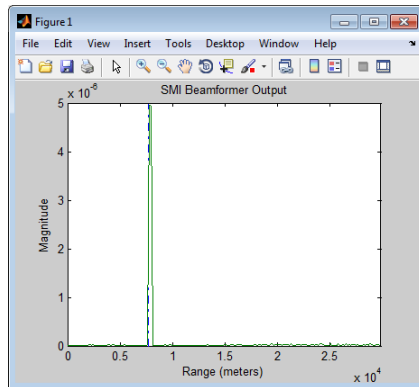 Figure 1
File Edit View Insert Tools Desktop Window Help
SMI Beamformer Output
x 10^-6
5
4
3
2
1
0
Magnitude
0 0.5 1 1.5 2 2.5
Range (meters)
x 10^4